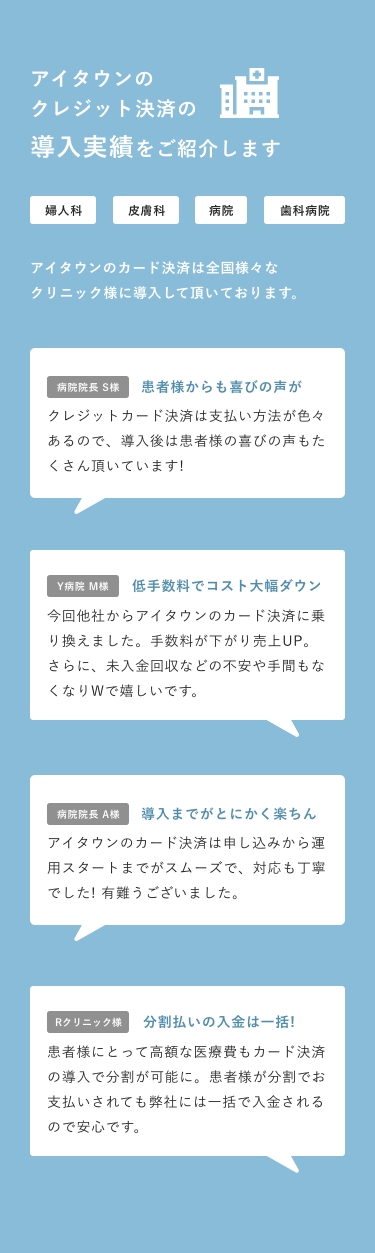 アイタウンの
クレジット決済の
導入実績をご紹介します
婦人科 皮膚科 病院 歯科病院
アイタウンのカード決済は全国様々な
クリニック様に導入して頂いております。
病院院長 S様 患者様からも喜びの声が
クレジットカード決済は支払い方法が色々
あるので、導入後は患者様の喜びの声もた
くさん頂いています!
Y病院 M様 低手数料でコスト大幅ダウン
今回他社からアイタウンのカード決済に乗
り換えました。手数料が下がり売上UP。
さらに、未入金回収などの不安や手間もな
くなりWで嬉しいです。
病院院長 A様 導入までがとにかく楽ちん
アイタウンのカード決済は申し込みから運
用スタートまでがスムーズで、対応も丁寧
でした! 有難うございました。
Rクリニック様 分割払いの入金は一括!
患者様にとって高額な医療費もカード決済
の導入で分割が可能に。患者様が分割でお
支払いされても弊社には一括で入金される
ので安心です。